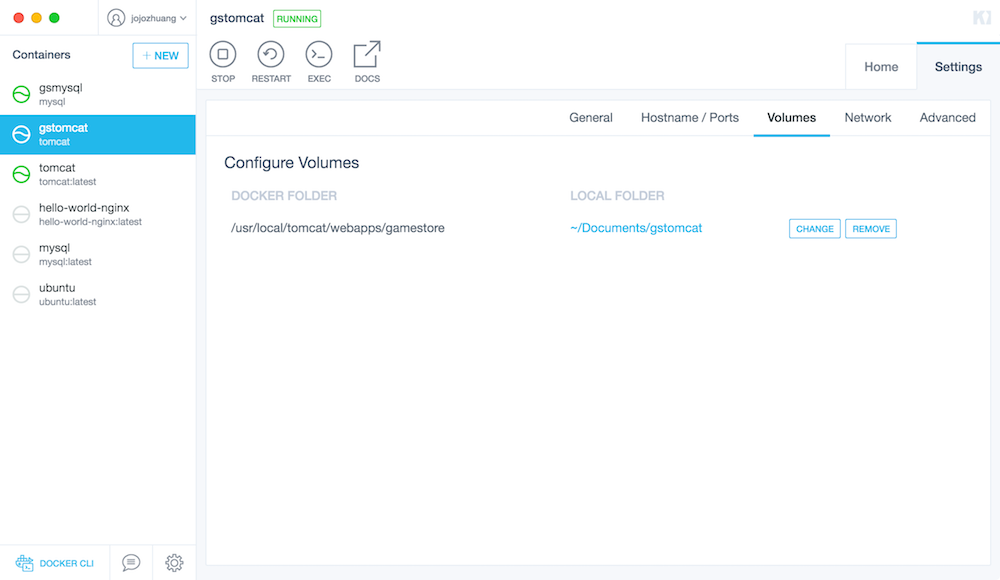 jojozhuang
gstomcat RUNNING
Containers
+ NEW
STOP RESTART EXEC DOCS
Home Settings
gsmysql
mysql
gstomcat
tomcat
tomcat
tomcat:latest
hello-world-nginx
hello-world-nginx:latest
mysql
mysql:latest
ubuntu
ubuntu:latest
General Hostname / Ports Volumes Network Advanced
Configure Volumes
DOCKER FOLDER LOCAL FOLDER
/usr/local/tomcat/webapps/gamestore ~/Documents/gstomcat CHANGE REMOVE
DOCKER CLI